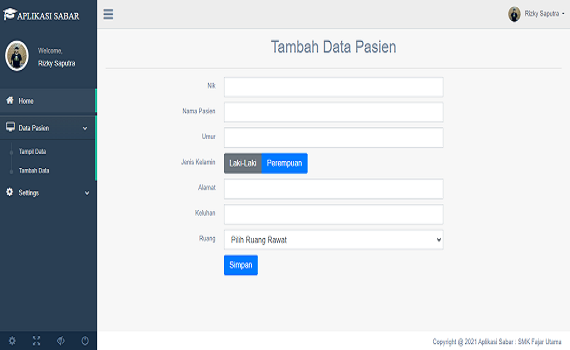 APLIKASI SABAR
Welcome,
Rizky Saputra
Home
Data Pasien
Tampil Data
Tambah Data
Settings
Rizky Saputra
Tambah Data Pasien
Nik
Nama Pasien
Umur
Jenis Kelamin
Laki-Laki Perempuan
Alamat
Keluhan
Ruang
Pilih Ruang Rawat
Simpan
Copyright @ 2021 Aplikasi Sabar : SMK Fajar Utama